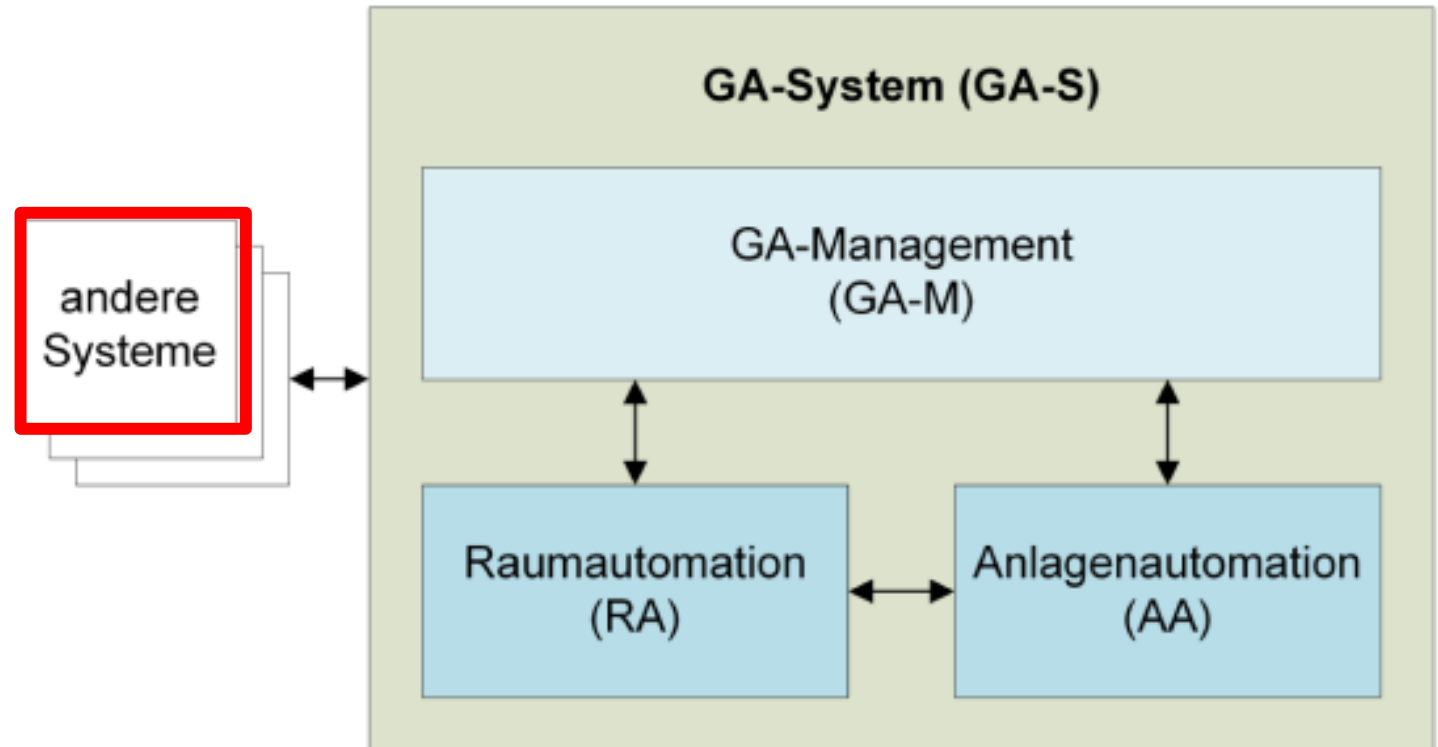 GA-System (GA-S)
GA-Management
(GA-M)
andere
Systeme
Raumautomation
(RA)
Anlagenautomation
(AA)